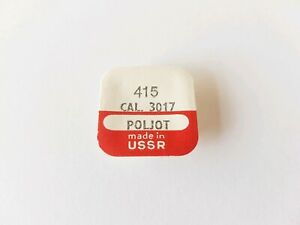 415
CAL. 3017
POLJOT
made in
USSR